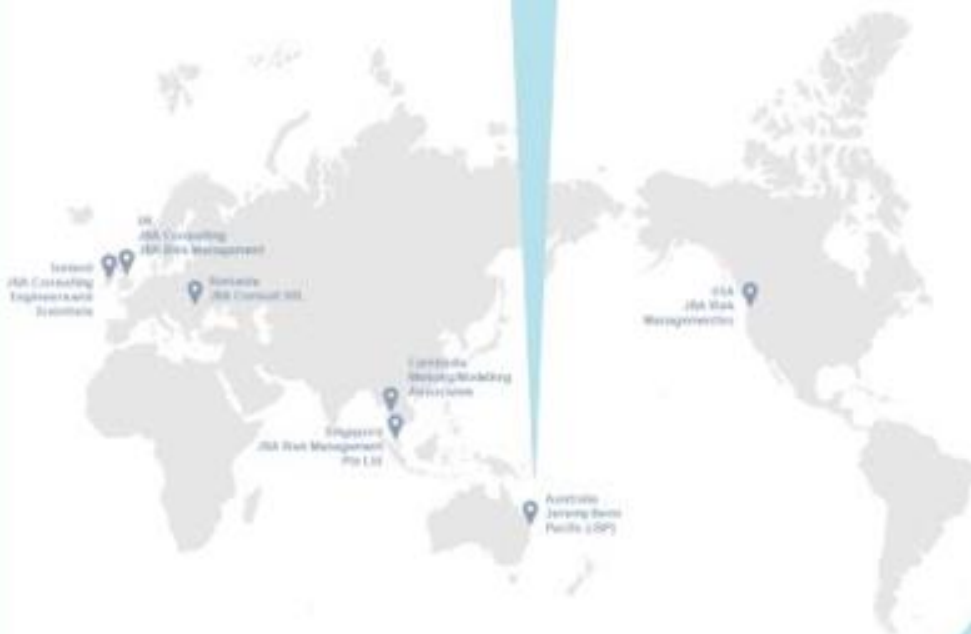 UK
JBA Consulting
JBA Risk Management
Ireland
JBA Consulting
Engineers and
Scientists
Romania
JBA Consult SRL
USA
JBA Risk
Management Inc
Cambodia
Mekong Modelling
Associates
Singapore
JBA Risk Management
Pte Ltd
Australia
Jeremy Benn
Pacific (JBP)